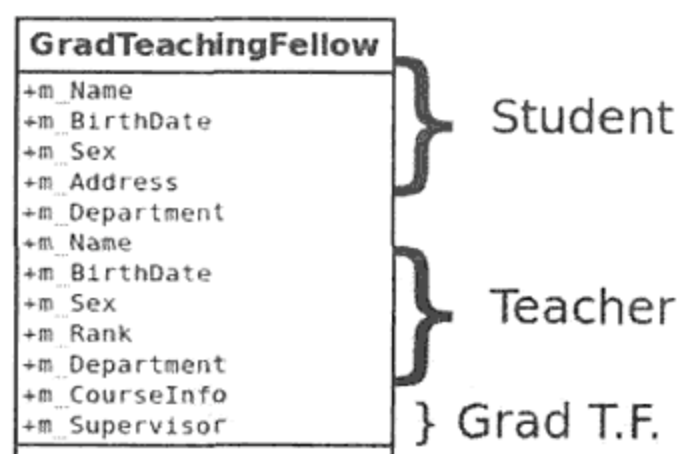 GradTeachingFellow
+m_Name
+m_BirthDate
+m_Sex
+m_Address
+m_Department
+m_Name
+m_BirthDate
+m_Sex
+m_Rank
+m_Department
+m_CourseInfo
+m_Supervisor
} Student
} Teacher
} Grad T.F.